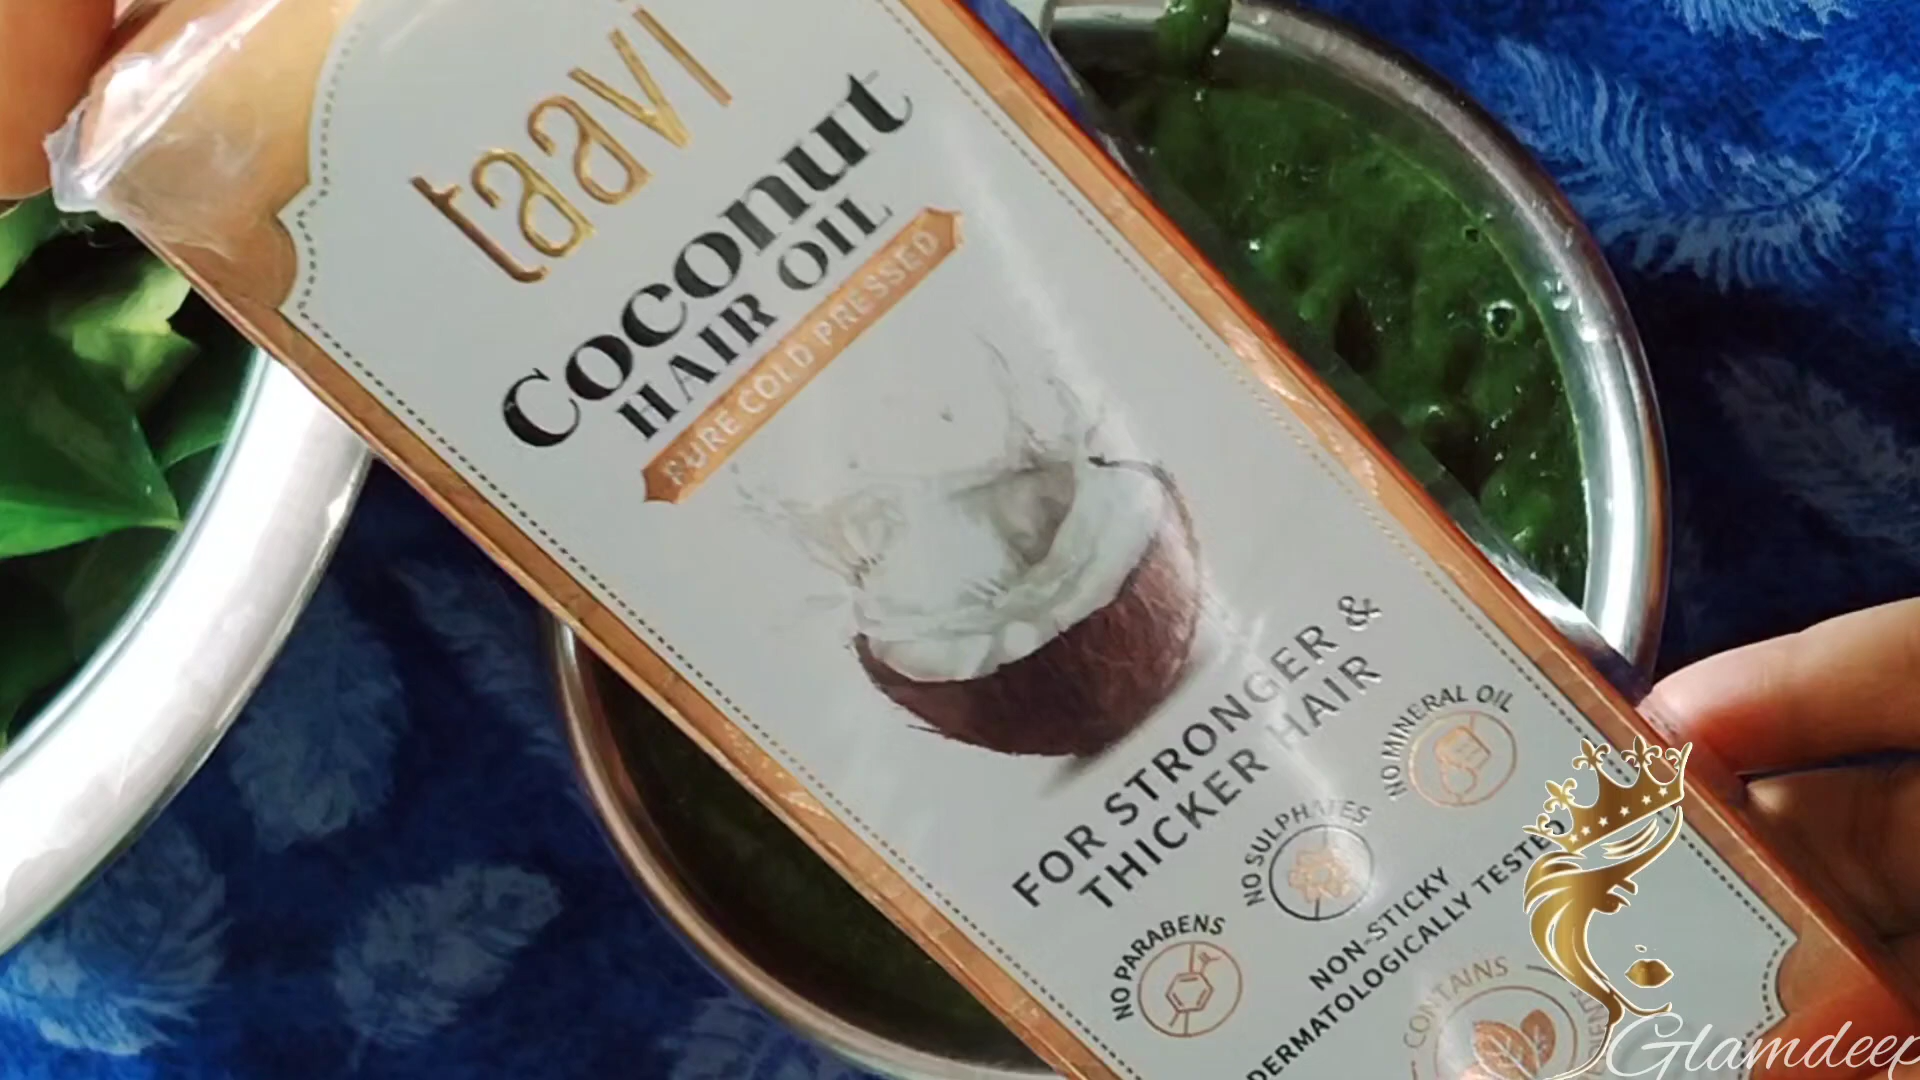 taavi
Coconut
HAIR OIL
PURE COLD PRESSED
FOR STRONGER &
THICKER HAIR
NO PARABENS
NO SULPHATES
NO MINERAL OIL
NON-STICKY
DERMATOLOGICALLY TESTED
CONTAINS
Glamdeep